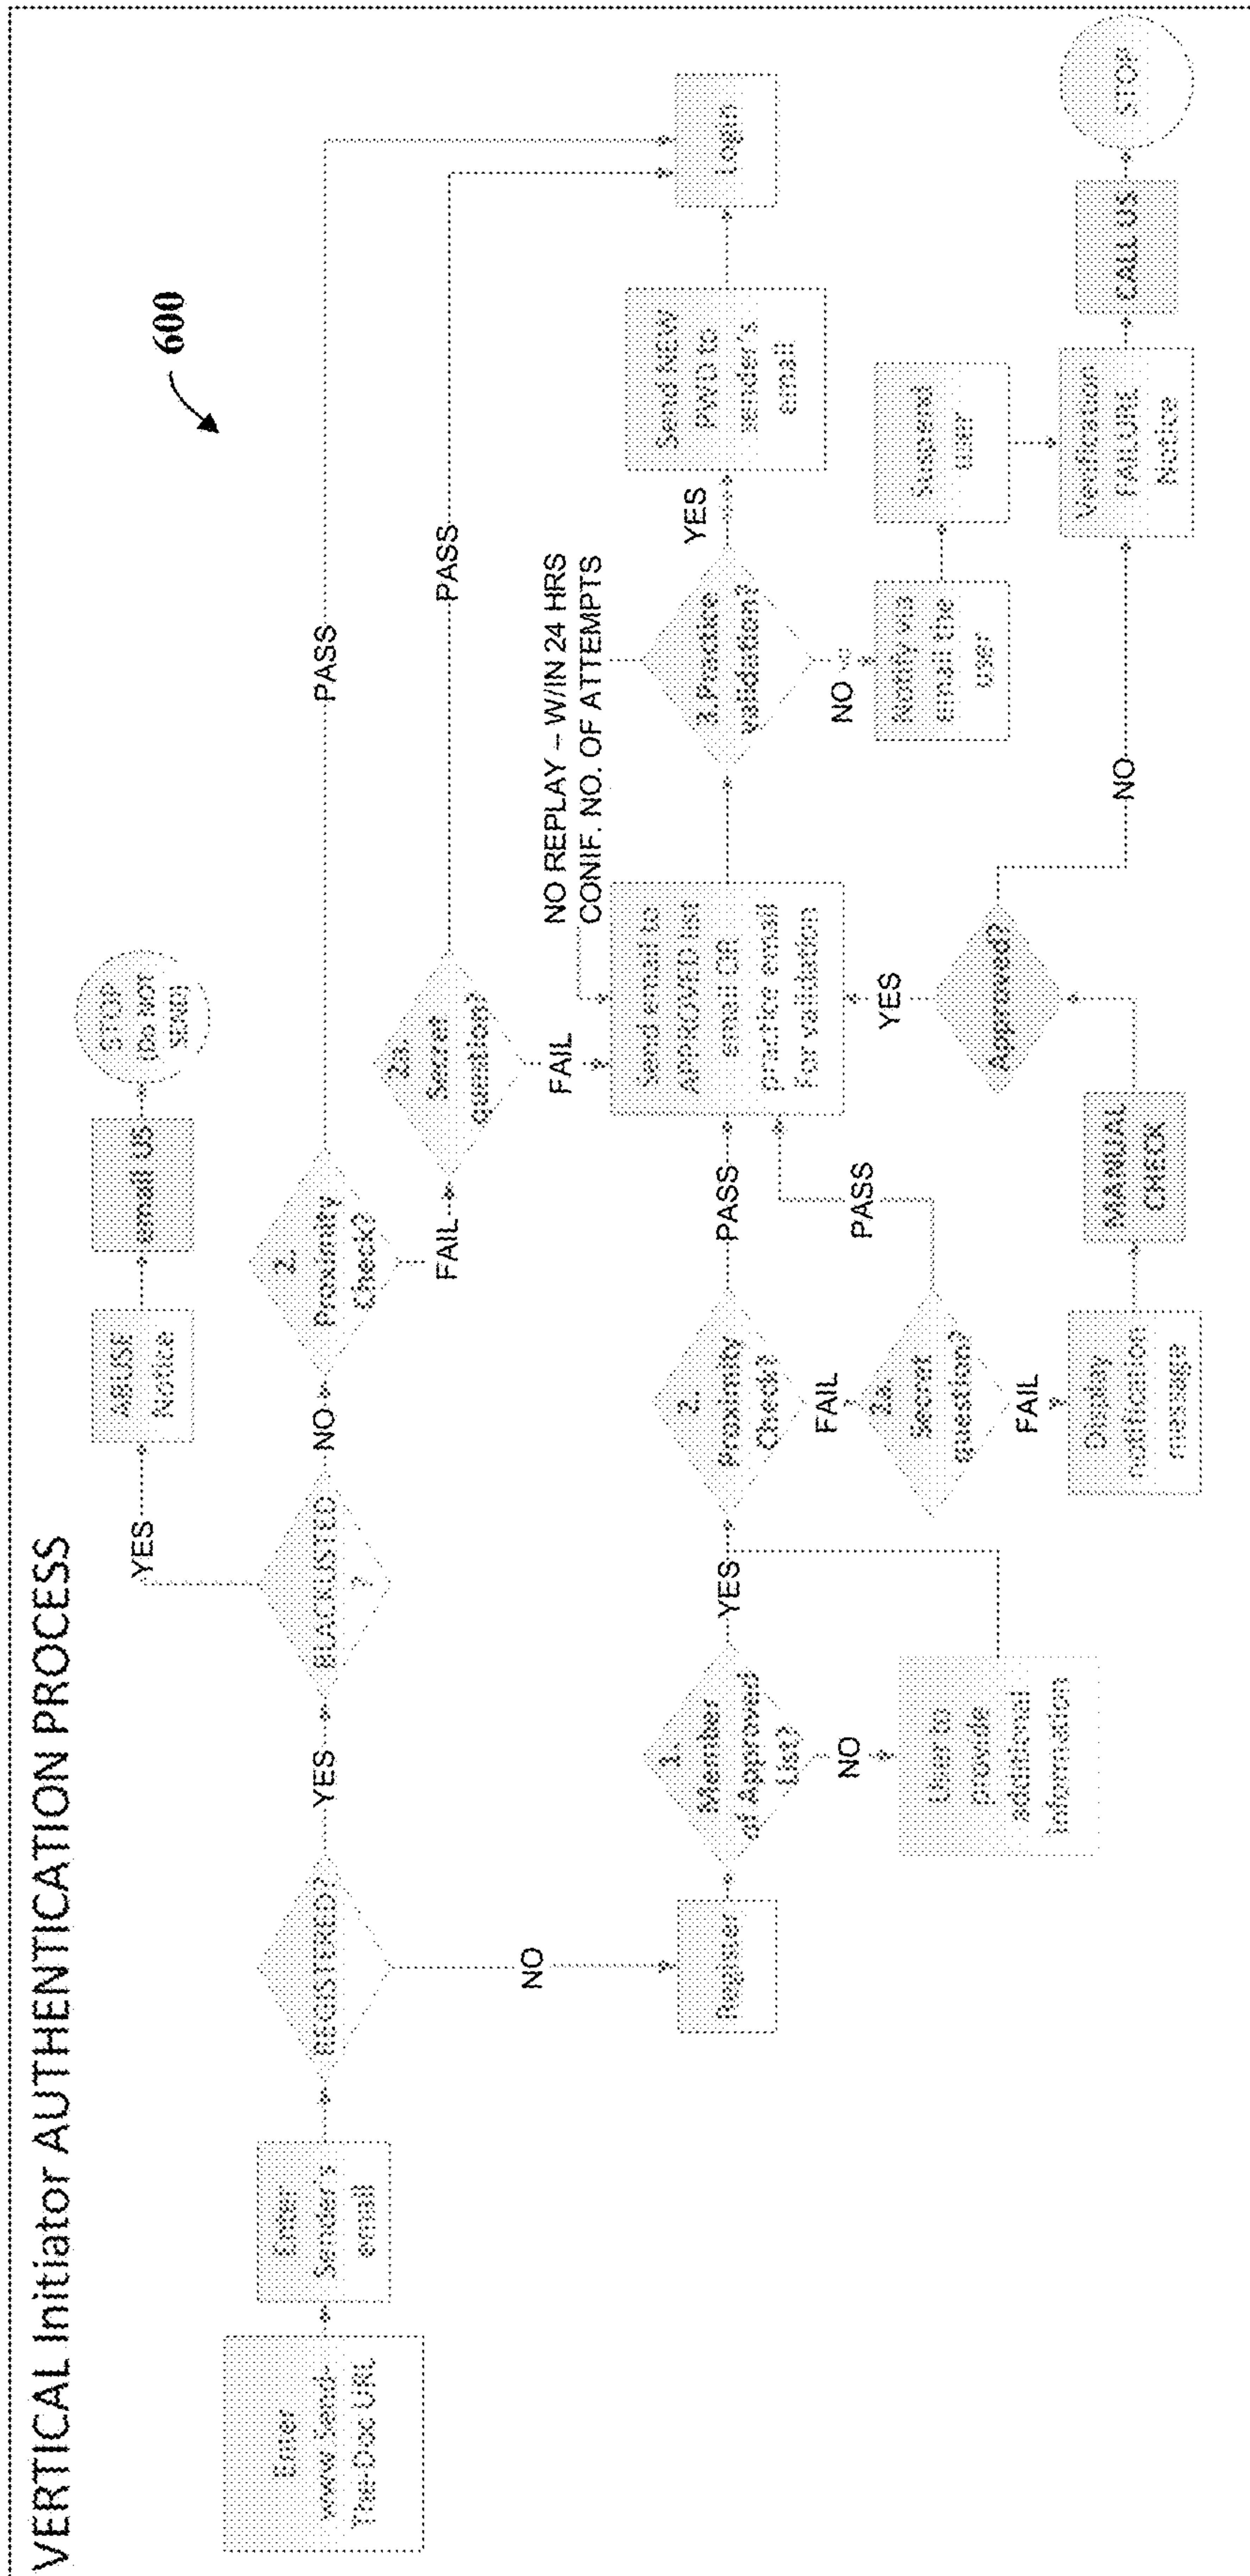 VERTICAL Initiator AUTHENTICATION PROCESS
600
Enter
www.Send-
The-Doc URL
Enter
Sender's
email
REGISTERED?
YES
BLACKLISTED
?
YES
ABUSE
Notice
email US
STOP
(Do NOT
SEND)
NO
2.
Proximity
Check?
PASS
FAIL
2a.
Secret
question?
PASS
FAIL
NO
Register
1.
Member
of Approved
List?
YES
NO
User to
provide
additional
information
2.
Proximity
Check?
PASS
FAIL
2a.
Secret
question?
PASS
FAIL
Display
notification
message
MANUAL
CHECK
Approved?
YES
NO
Send email to
APPROVED list
email OR
practice email
For validation
NO REPLAY – W/IN 24 HRS
CONIF. NO. OF ATTEMPTS
3. Practice
validation?
YES
Send NEW
PWD to
sender's
email
Login
NO
Notify via
email the
user
Suspend
user
Verification
FAILURE
Notice
CALL US
STOP